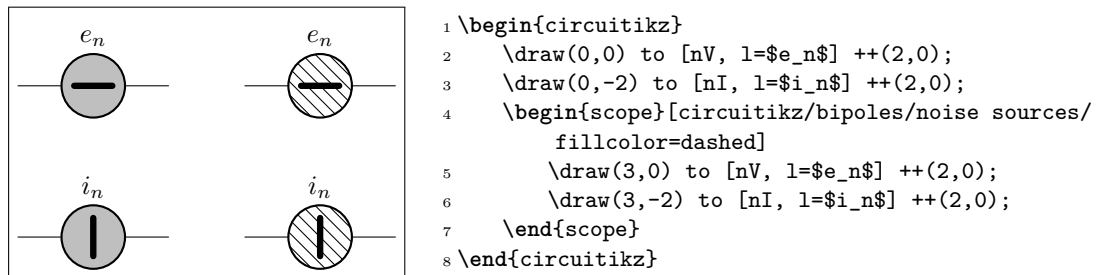 e_n e_n
i_n i_n
1 \begin{circuitikz}
2 \draw(0,0) to [nV, l=$e_n$] ++(2,0);
3 \draw(0,-2) to [nI, l=$i_n$] ++(2,0);
4 \begin{scope}[circuitikz/bipoles/noise sources/
fillcolor=dashed]
5 \draw(3,0) to [nV, l=$e_n$] ++(2,0);
6 \draw(3,-2) to [nI, l=$i_n$] ++(2,0);
7 \end{scope}
8 \end{circuitikz}